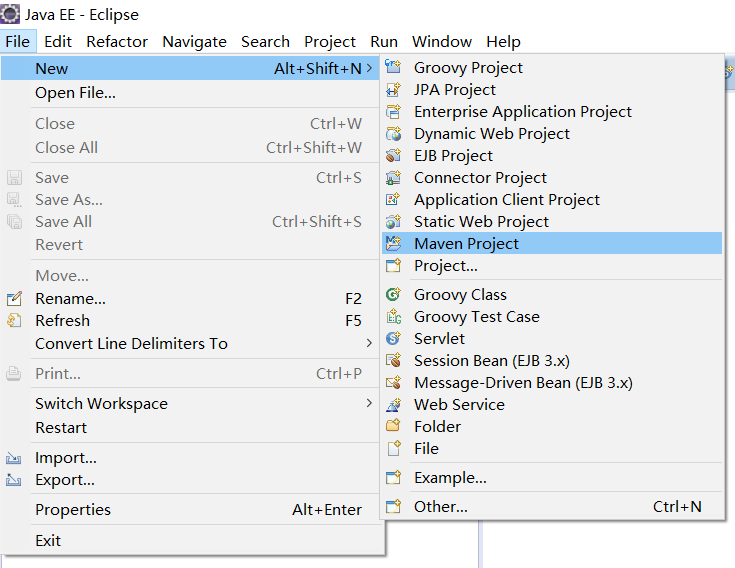 Java EE - Eclipse
File Edit Refactor Navigate Search Project Run Window Help
New Alt+Shift+N
Open File...
Close Ctrl+W
Close All Ctrl+Shift+W
Save Ctrl+S
Save As...
Save All Ctrl+Shift+S
Revert
Move...
Rename... F2
Refresh F5
Convert Line Delimiters To
Print... Ctrl+P
Switch Workspace
Restart
Import...
Export...
Properties Alt+Enter
Exit
Groovy Project
JPA Project
Enterprise Application Project
Dynamic Web Project
EJB Project
Connector Project
Application Client Project
Static Web Project
Maven Project
Project...
Groovy Class
Groovy Test Case
Servlet
Session Bean (EJB 3.x)
Message-Driven Bean (EJB 3.x)
Web Service
Folder
File
Example...
Other... Ctrl+N